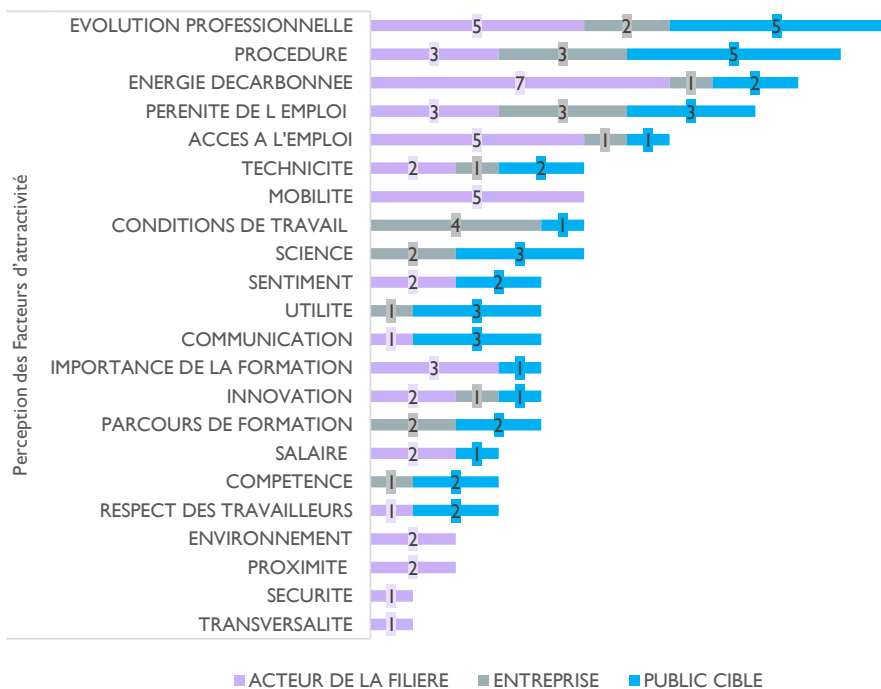 Perception des Facteurs d'attractivité
EVOLUTION PROFESSIONNELLE 5 2 5
PROCEDURE 3 3 5
ENERGIE DECARBONNEE 7 1 2
PERENITE DE L EMPLOI 3 3 3
ACCES A L'EMPLOI 5 1 1
TECHNICITE 2 1 2
MOBILITE 5
CONDITIONS DE TRAVAIL 4 1
SCIENCE 2 3
SENTIMENT 2 2
UTILITE 1 3
COMMUNICATION 1 3
IMPORTANCE DE LA FORMATION 3 1
INNOVATION 2 1 1
PARCOURS DE FORMATION 2 2
SALAIRE 2 1
COMPETENCE 1 2
RESPECT DES TRAVAILLEURS 1 2
ENVIRONNEMENT 2
PROXIMITE 2
SECURITE 1
TRANSVERSALITE 1
ACTEUR DE LA FILIERE ENTREPRISE PUBLIC CIBLE